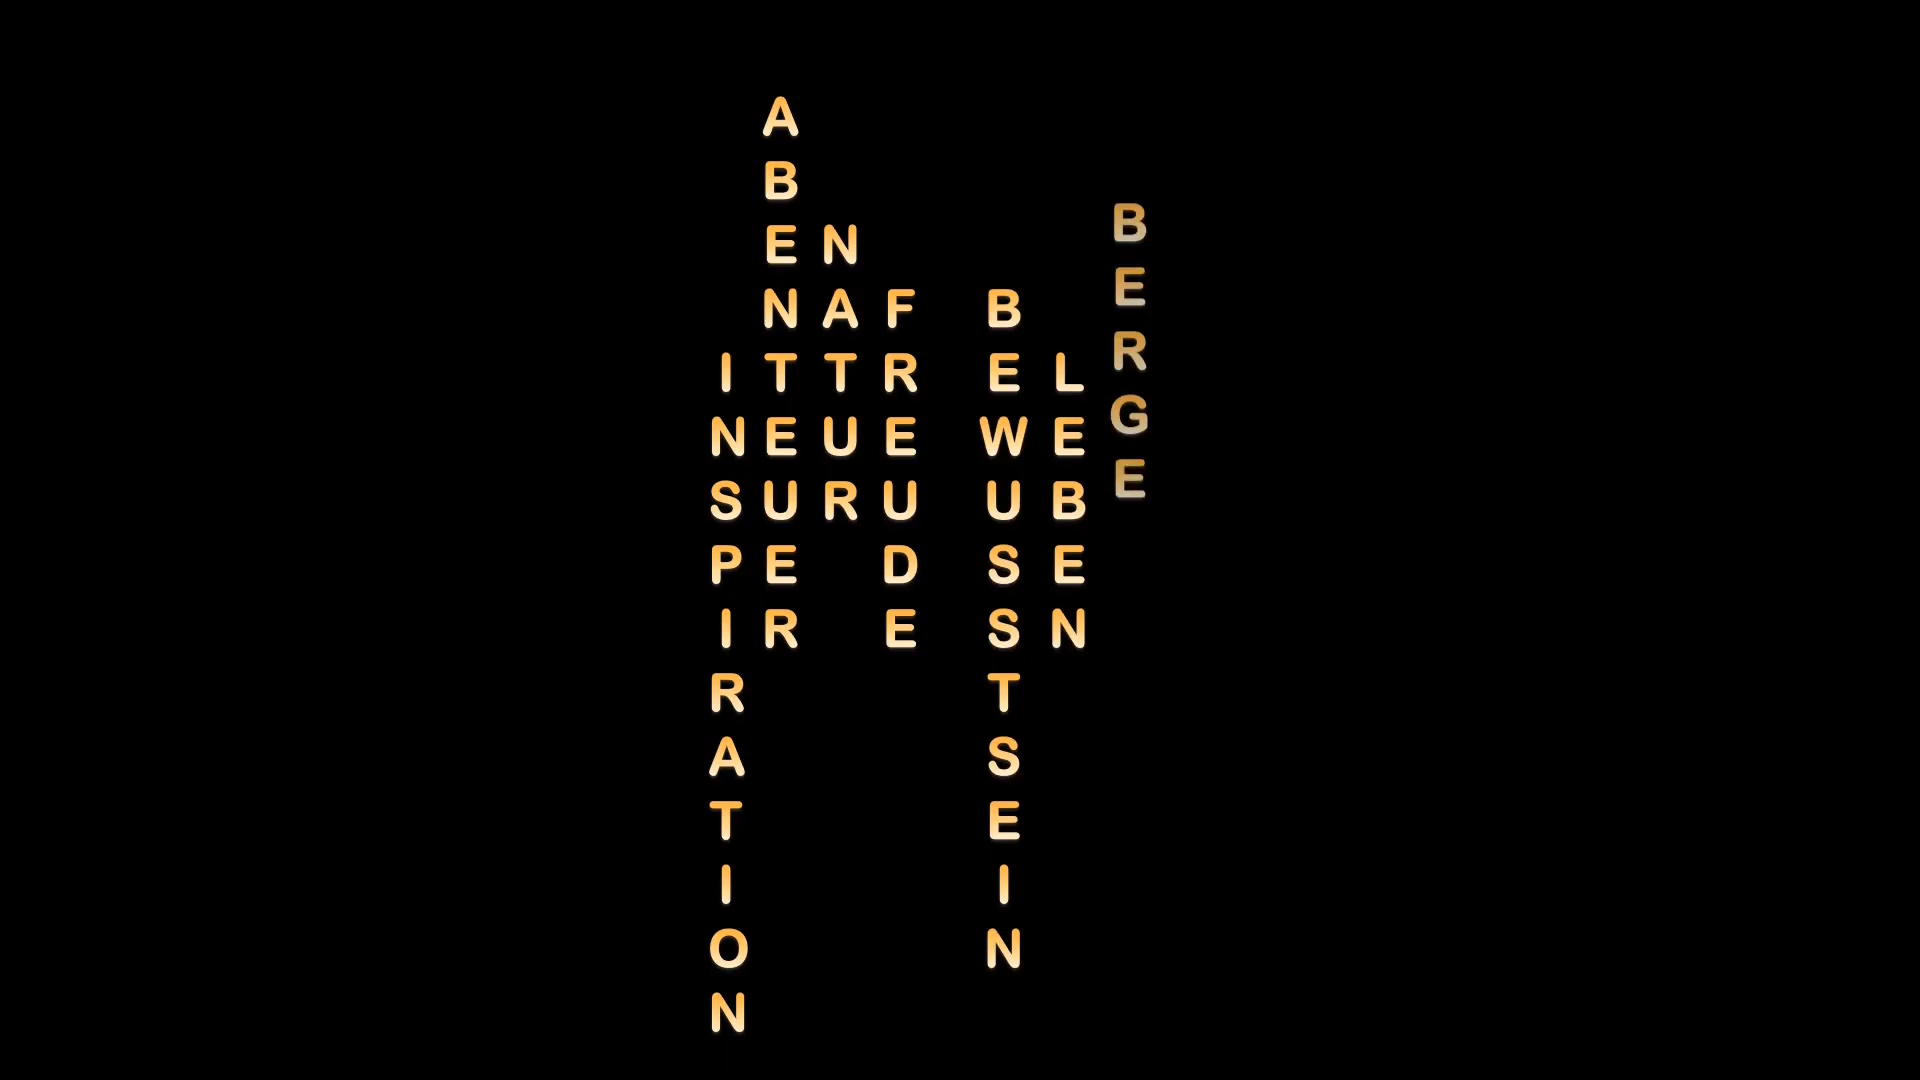 INSPIRATION
ABENTEUER
NATUR
FREUDE
BEWUSSTSEIN
LEBEN
BERGE